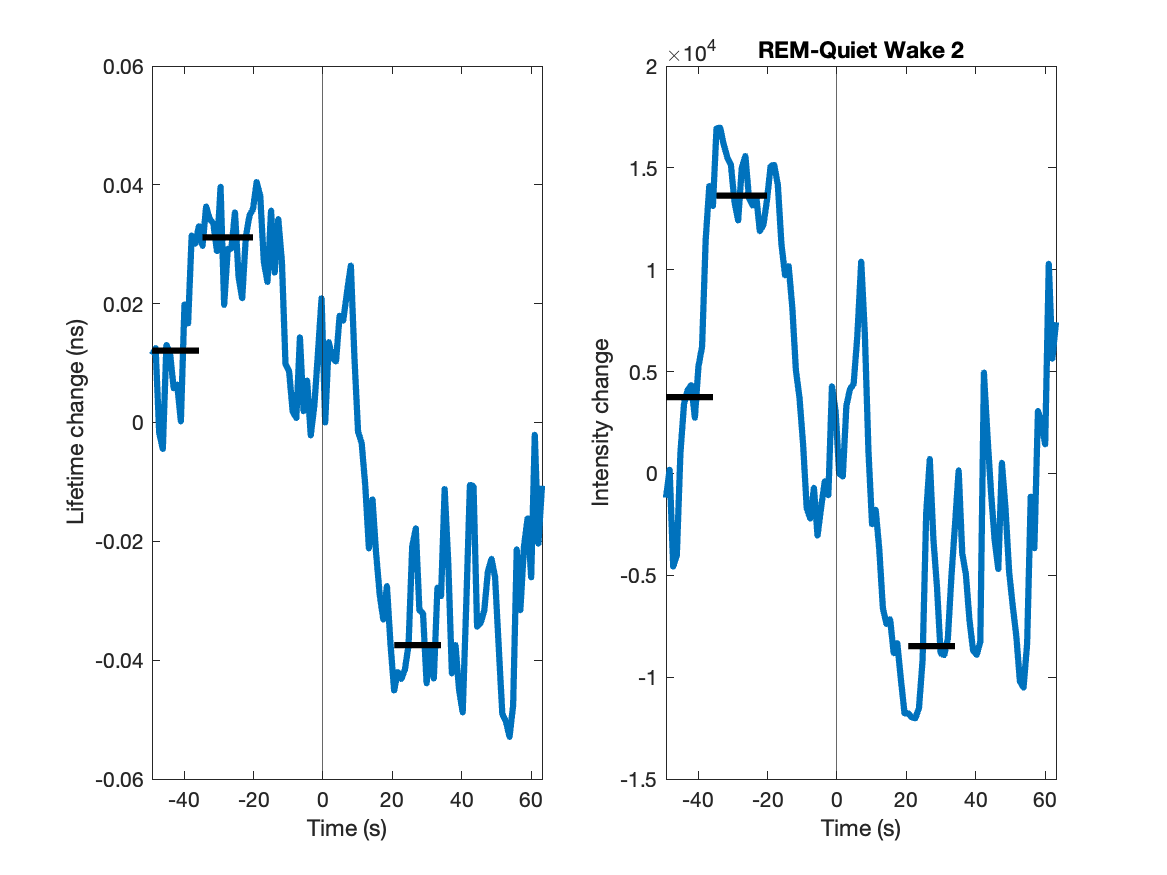 0.06
0.04
0.02
0
-0.02
-0.04
-0.06
Lifetime change (ns)
-40 -20 0 20 40 60
Time (s)
×10^4
REM-Quiet Wake 2
2
1.5
1
0.5
0
-0.5
-1
-1.5
Intensity change
-40 -20 0 20 40 60
Time (s)